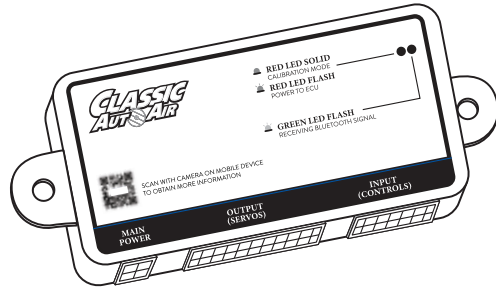 CLASSIC
AUTO AIR
RED LED SOLID
CALIBRATION MODE
RED LED FLASH
POWER TO ECU
GREEN LED FLASH
RECEIVING BLUETOOTH SIGNAL
SCAN WITH CAMERA ON MOBILE DEVICE
TO OBTAIN MORE INFORMATION
MAIN
POWER
OUTPUT
(SERVOS)
INPUT
(CONTROLS)